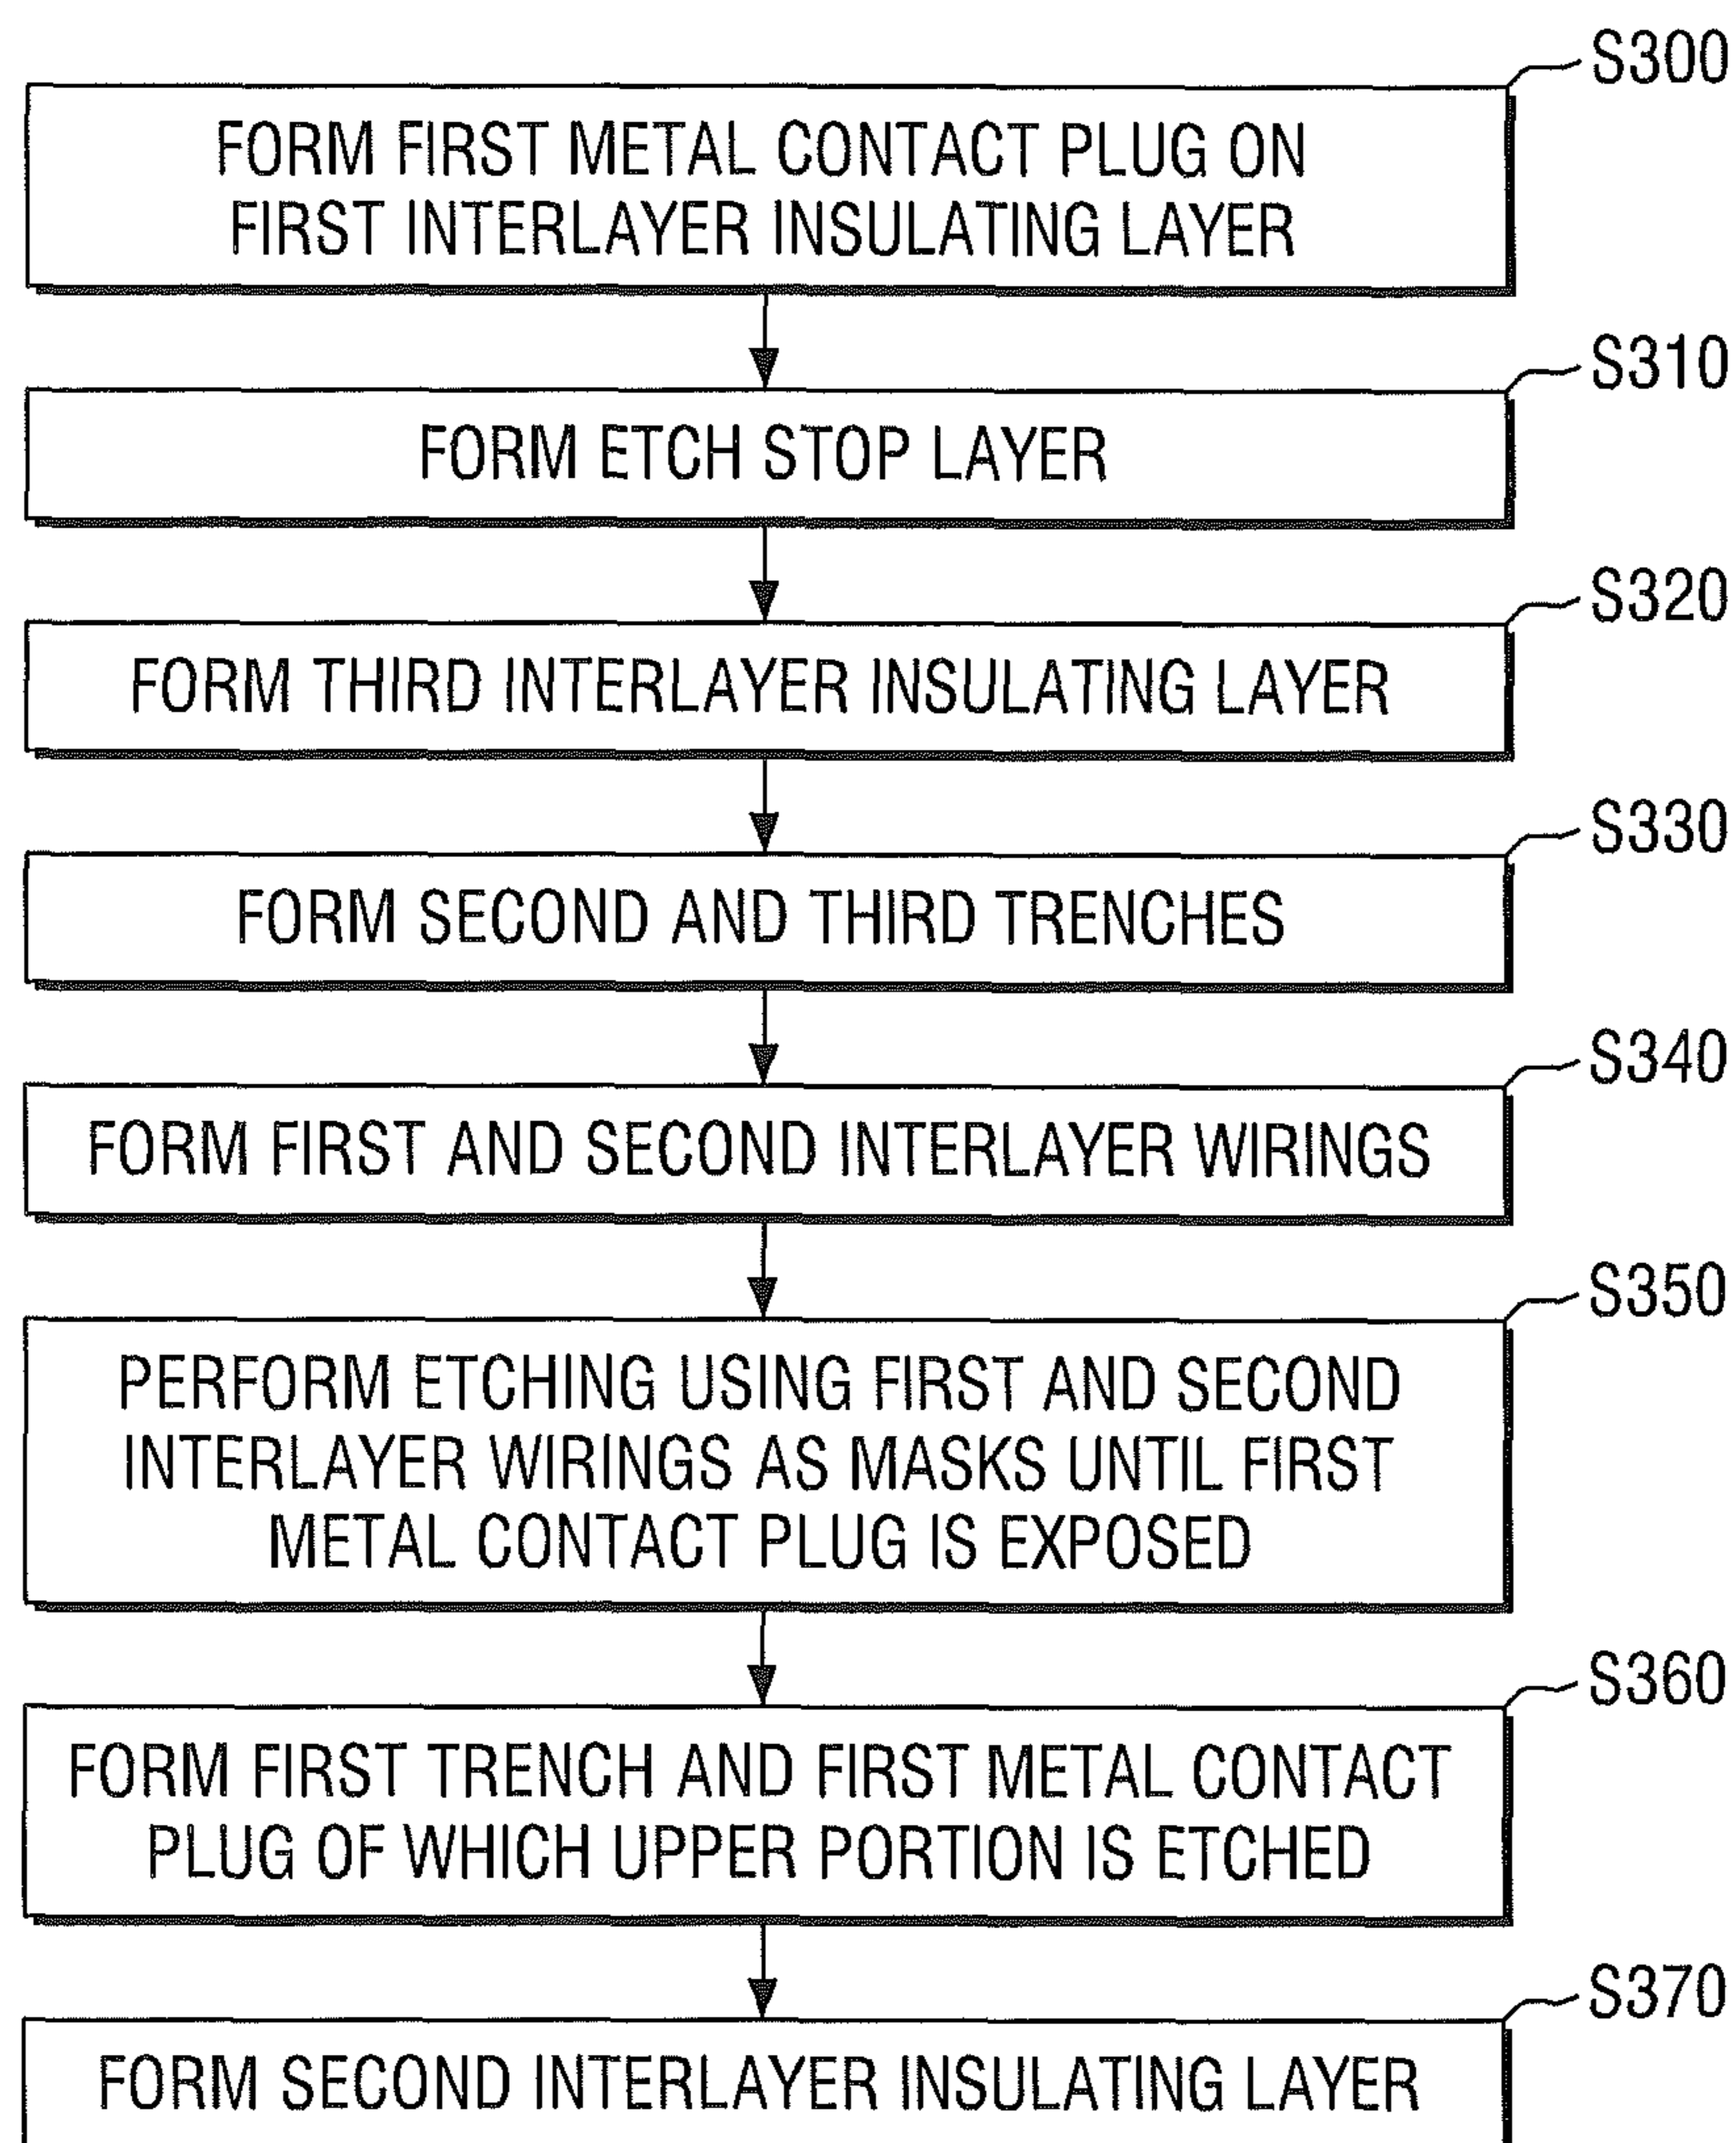 S300
FORM FIRST METAL CONTACT PLUG ON
FIRST INTERLAYER INSULATING LAYER
S310
FORM ETCH STOP LAYER
S320
FORM THIRD INTERLAYER INSULATING LAYER
S330
FORM SECOND AND THIRD TRENCHES
S340
FORM FIRST AND SECOND INTERLAYER WIRINGS
S350
PERFORM ETCHING USING FIRST AND SECOND
INTERLAYER WIRINGS AS MASKS UNTIL FIRST
METAL CONTACT PLUG IS EXPOSED
S360
FORM FIRST TRENCH AND FIRST METAL CONTACT
PLUG OF WHICH UPPER PORTION IS ETCHED
S370
FORM SECOND INTERLAYER INSULATING LAYER